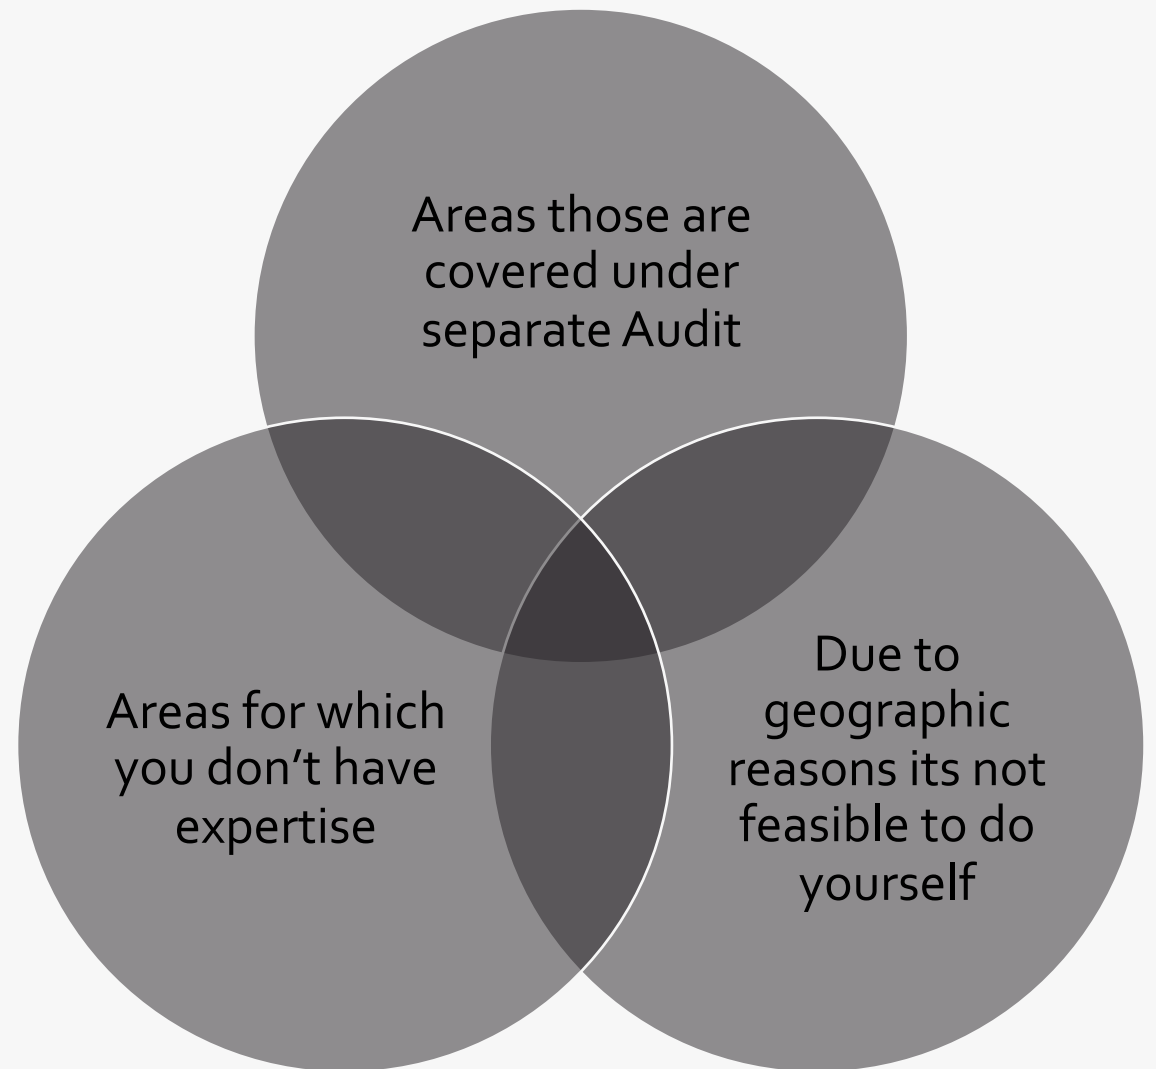 Areas those are
covered under
separate Audit
Areas for which
you don't have
expertise
Due to
geographic
reasons its not
feasible to do
yourself